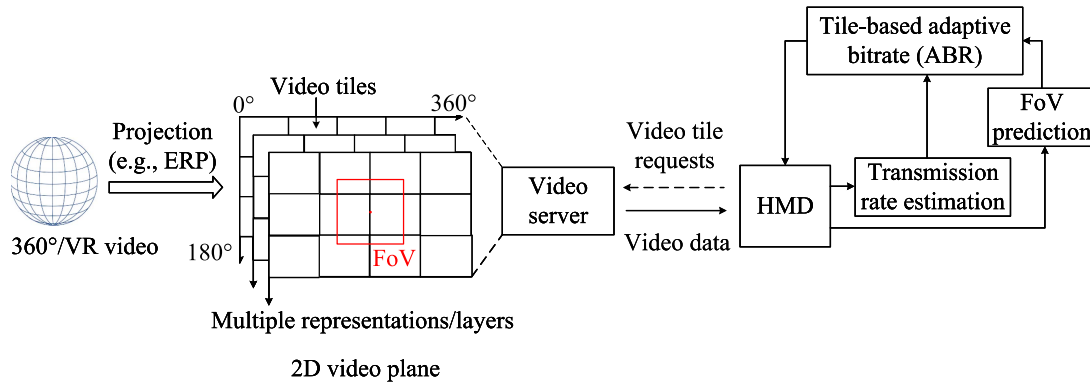 360°/VR video
Projection
(e.g., ERP)
Video tiles
0°
360°
180°
FoV
Multiple representations/layers
2D video plane
Video
server
Video tile
requests
Video data
HMD
Tile-based adaptive
bitrate (ABR)
Transmission
rate estimation
FoV
prediction